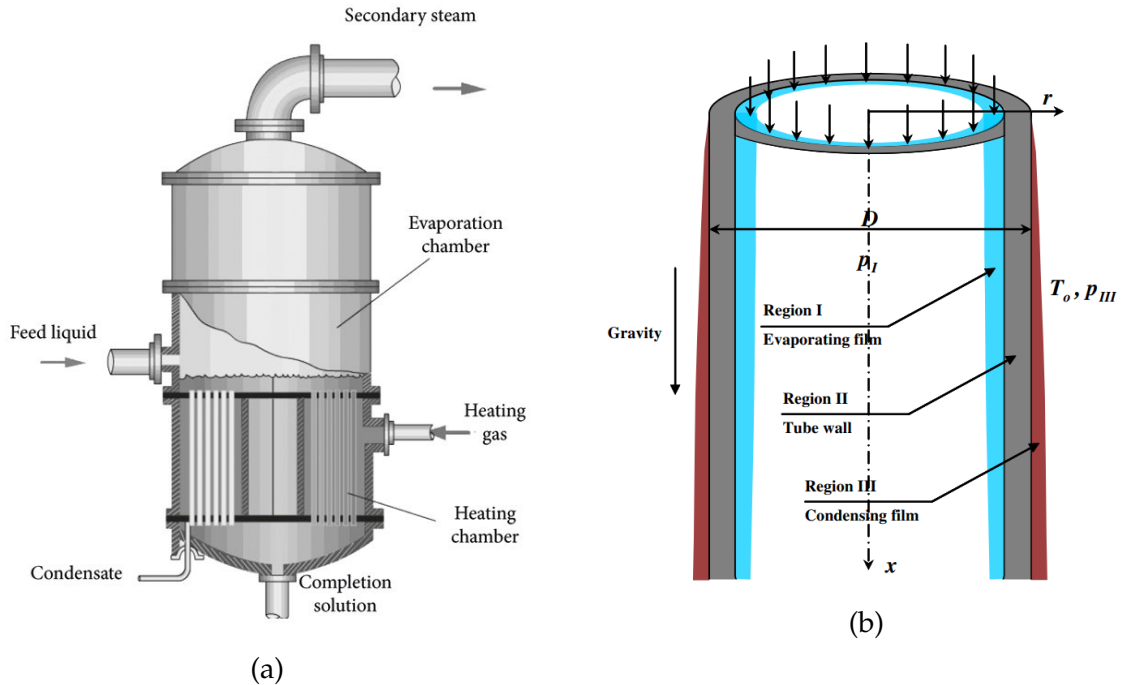 Secondary steam
Evaporation
chamber
Feed liquid
Heating
gas
Heating
chamber
Condensate
Completion
solution
(a)
r
D
p_I
T_o , p_III
Region I
Evaporating film
Gravity
Region II
Tube wall
Region III
Condensing film
x
(b)